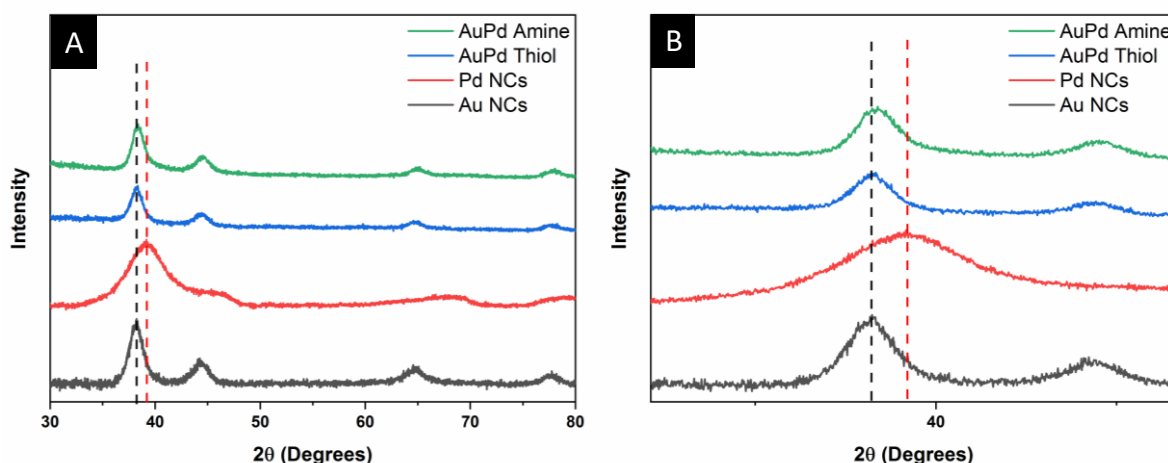 A
AuPd Amine
AuPd Thiol
Pd NCs
Au NCs
Intensity
30 40 50 60 70 80
2θ (Degrees)
B
AuPd Amine
AuPd Thiol
Pd NCs
Au NCs
Intensity
40
2θ (Degrees)